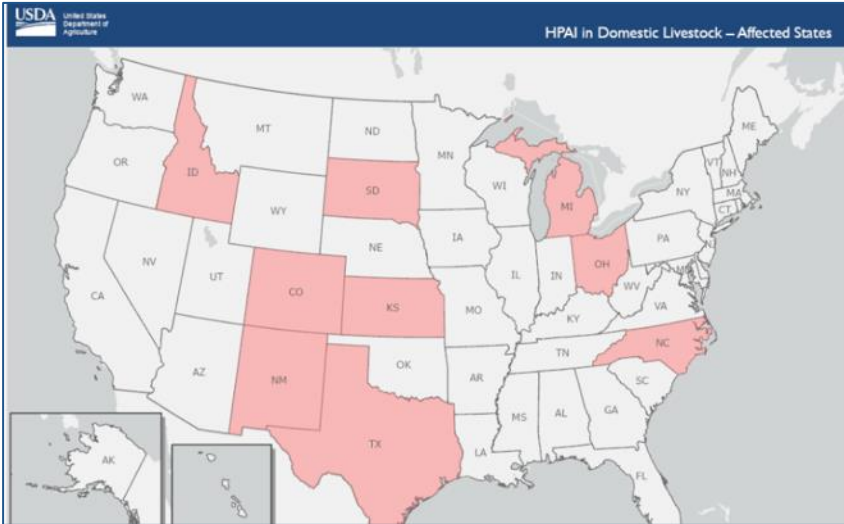 USDA
United States
Department of
Agriculture
HPAI in Domestic Livestock – Affected States
WA
MT
ND
MN
ME
OR
ID
SD
WI
MI
VT
NH
NY
MA
CT
WY
IA
PA
NJ
NE
OH
NV
UT
IL
IN
WV
CO
KS
MO
VA
CA
KY
NC
TN
AZ
NM
OK
AR
SC
MS
AL
GA
TX
LA
AK
FL